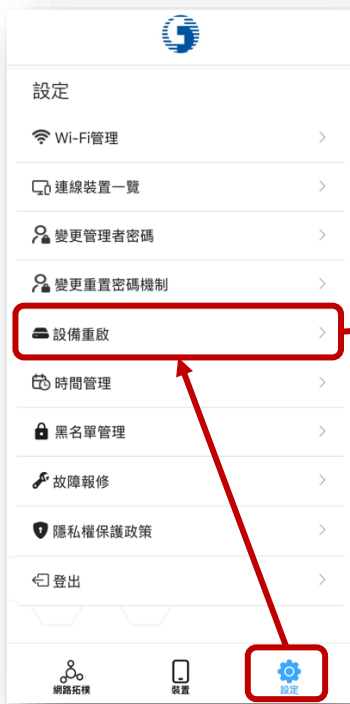 設定
Wi-Fi管理
連線裝置一覽
變更管理者密碼
變更重置密碼機制
設備重啟
時間管理
黑名單管理
故障報修
隱私權保護政策
登出
網路拓樸
裝置
設定